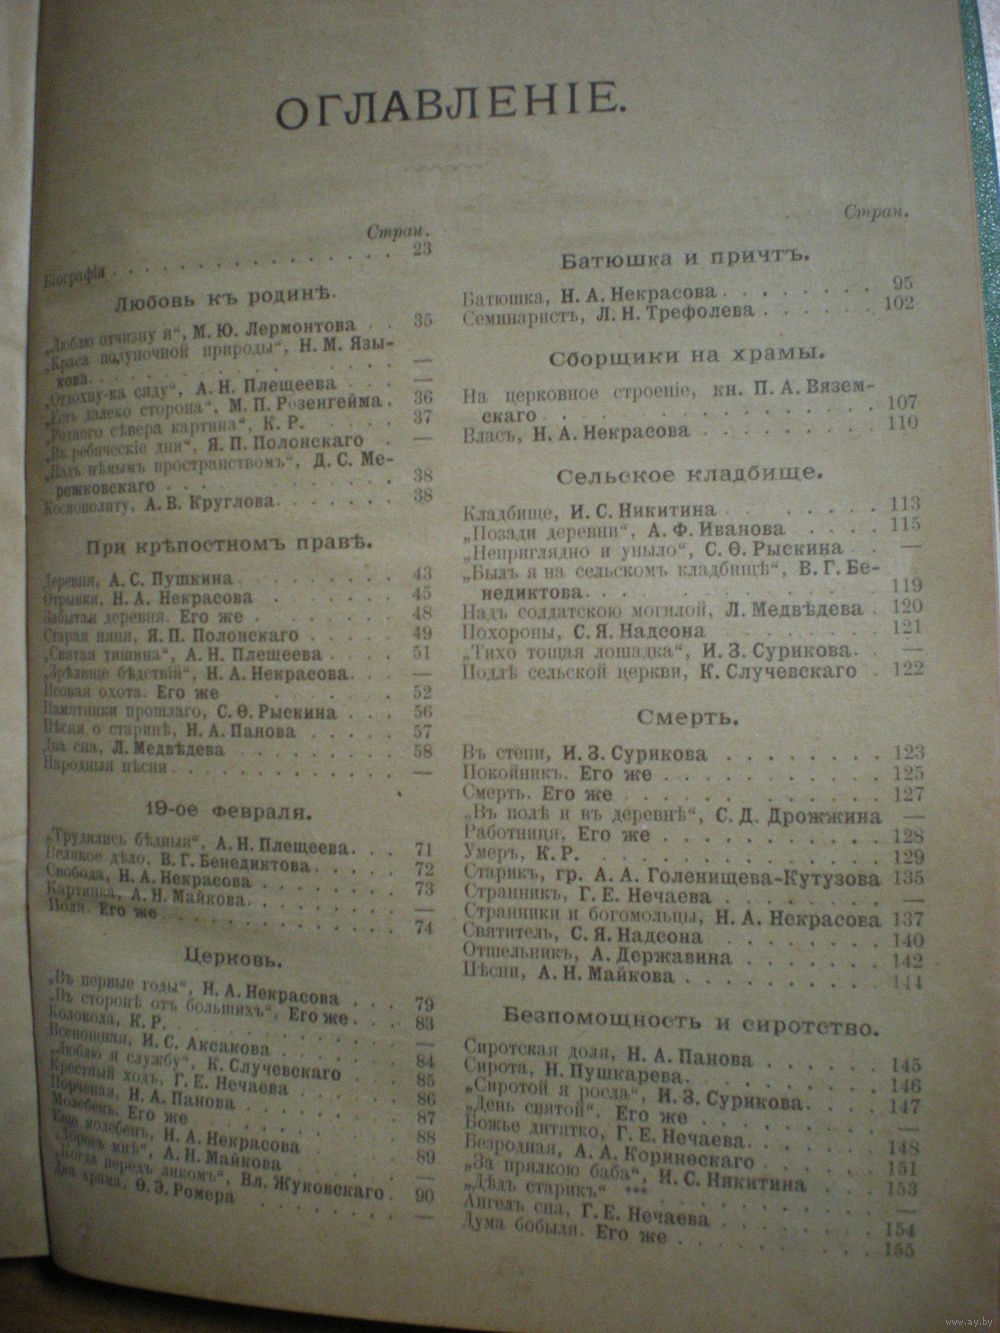 ОГЛАВЛЕНІЕ.
Стран.
Біографіи . . . . . . . . . . . . . . . 23
Любовь къ родинѣ.
„Люблю отчизну я“, М. Ю. Лермонтова . . 35
„Краса полуночной природы“, Н. М. Язы-
кова. . . . . . . . . . . . . . . —
„Отдохну-ка сяду“, А. Н. Плещеева . . . —
„Есть далеко сторона“, М. П. Розенгейма . 36
„Родного сѣвера картина“, К. Р. . . . . 37
„Въ ребяческіе дни“, Я. П. Полонскаго . —
„Надъ нѣмымъ пространствомъ“, Д. С. Ме-
режковскаго . . . . . . . . . . . 38
Космополиту, А. В. Круглова. . . . . . . 38
При крѣпостномъ правѣ.
Деревня, А. С. Пушкина . . . . . . . . 43
Отрывки, Н. А. Некрасова . . . . . . . 45
Забытая деревня. Его же . . . . . . . 48
Старая няня, Я. П. Полонскаго . . . . . 49
„Святая тишина“, А. Н. Плещеева . . . . 51
„Зрѣлище бѣдствій“, Н. А. Некрасова. . . —
Псовая охота. Его же . . . . . . . . 52
Памятники прошлаго, С. Ѳ. Рыскина . . . 56
Пѣсня о старинѣ, Н. А. Панова . . . . . 57
Два сна, Л. Медвѣдева . . . . . . . . 58
Народныя пѣсни . . . . . . . . . . . —
19-ое Февраля.
„Трудились бѣдныя“, А. Н. Плещеева. . . 71
Великое дѣло, В. Г. Бенедиктова . . . . 72
Свобода, Н. А. Некрасова . . . . . . . 73
Картинка, А. Н. Майкова. . . . . . . . —
Поля. Его же . . . . . . . . . . . . 74
Церковь.
„Въ первые годы“, Н. А. Некрасова . . . 79
„Въ сторонѣ отъ большихъ“, Его же . . . 83
Колокола, К. Р. . . . . . . . . . . . —
Всенощная, И. С. Аксакова . . . . . . . 84
„Люблю я службу“, К. Случевскаго . . . . 85
Крестный ходъ, Г. Е. Нечаева . . . . . . 86
Порченая, Н. А. Панова . . . . . . . . 87
Молебенъ. Его же . . . . . . . . . . 88
Еще молебенъ, Н. А. Некрасова . . . . . 89
„Дорогъ мнѣ“, А. Н. Майкова . . . . . .
„Когда передъ ликомъ“, Вл. Жуковскаго . 90
Два храма, Ѳ. Э. Ромера . . . . . . . . —
Стран.
Батюшка и причтъ.
Батюшка, Н. А. Некрасова . . . . . . . 95
Семинаристъ, Л. Н. Трефолева . . . . . . 102
Сборщики на храмы.
На церковное строеніе, кн. П. А. Вязем-
скаго . . . . . . . . . . . . . . . 107
Власъ, Н. А. Некрасова . . . . . . . . 110
Сельское кладбище.
Кладбище, И. С. Никитина . . . . . . . 113
„Позади деревни“, А. Ф. Иванова . . . . 115
„Неприглядно и уныло“, С. Ѳ. Рыскина . . —
„Былъ я на сельскомъ кладбищѣ“, В. Г. Бе-
недиктова. . . . . . . . . . . . . 119
Надъ солдатскою могилой, Л. Медвѣдева . 120
Похороны, С. Я. Надсона . . . . . . . . 121
„Тихо тощая лошадка“, И. З. Сурикова. . —
Подлѣ сельской церкви, К. Случевскаго . 122
Смерть.
Въ степи, И. З. Сурикова . . . . . . . . 123
Покойникъ. Его же . . . . . . . . . . 125
Смерть. Его же . . . . . . . . . . . . 127
„Въ полѣ и въ деревнѣ“, С. Д. Дрожжина —
Работница, Его же . . . . . . . . . . 128
Умеръ, К. Р. . . . . . . . . . . . . . 129
Старикъ, гр. А. А. Голенищева-Кутузова 135
Странникъ, Г. Е. Нечаева . . . . . . . —
Странники и богомольцы, Н. А. Некрасова 137
Святитель, С. Я. Надсона . . . . . . . 140
Отшельникъ, А. Державина . . . . . . . 142
Пѣсни, А. Н. Майкова . . . . . . . . . 144
Безпомощность и сиротство.
Сиротская доля, Н. А. Панова . . . . . 145
Сирота, Н. Пушкарева. . . . . . . . . 146
„Сиротой я росла“, И. З. Сурикова. . . . 147
„День святой“. Его же . . . . . . . . —
Божье дитятко, Г. Е. Нечаева. . . . . . 148
Безродная, А. А. Коринѳскаго . . . . . 151
„За прялкою баба“, И. С. Никитина . . . 153
„Дѣдъ старикъ“ *** . . . . . . . . . . —
Ангелъ сна, Г. Е. Нечаева . . . . . . . 154
Дума бобыля. Его же . . . . . . . . . 155
www.ay.by